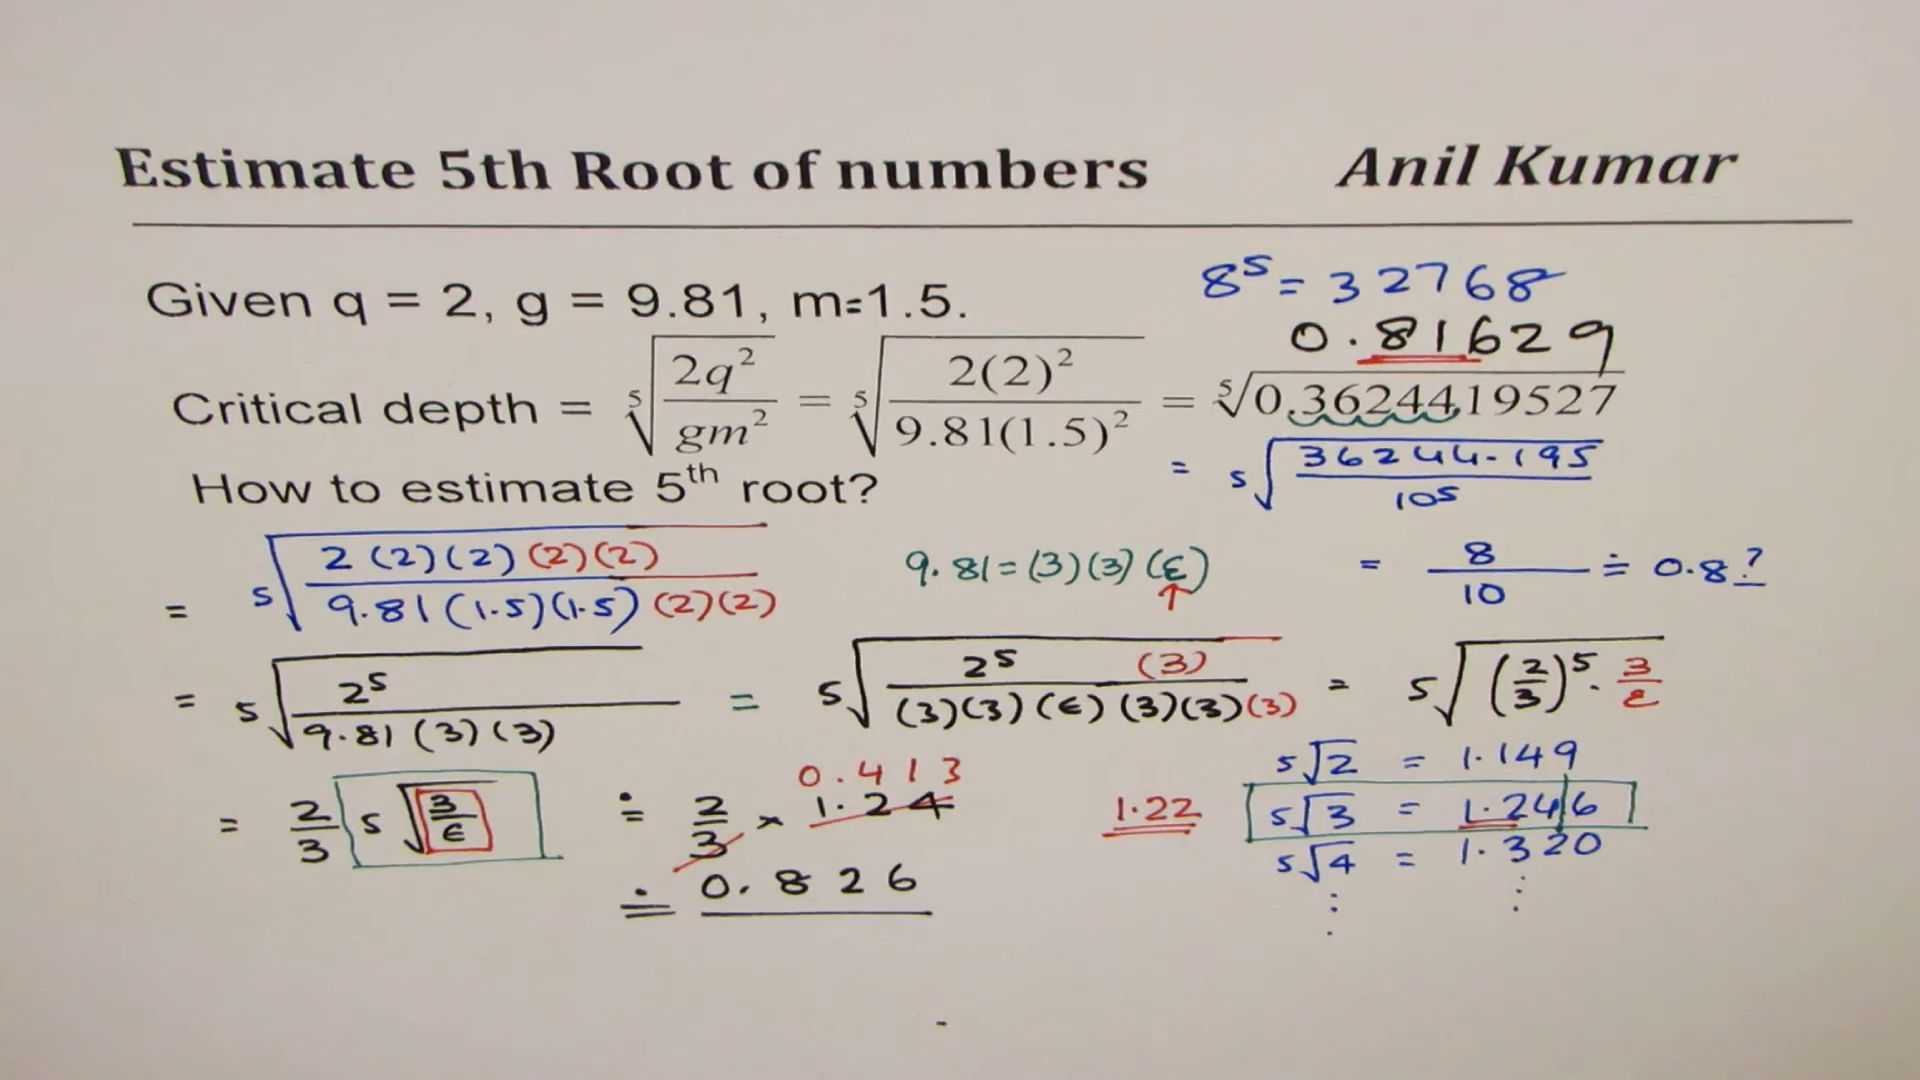 Estimate 5th Root of numbers Anil Kumar
Given q = 2, g = 9.81, m=1.5.
8⁵ = 32768
0.81629
Critical depth = ⁵√(2q²/gm²) = ⁵√(2(2)²/9.81(1.5)²) = ⁵√0.3624419527
= ⁵√(36244.195/10⁵)
How to estimate 5th root?
= ⁵√(2(2)(2)(2)(2)/9.81(1.5)(1.5)(2)(2))
9.81 = (3)(3)(ε)
= 8/10 ≐ 0.8?
= ⁵√(2⁵/9.81(3)(3)) = ⁵√(2⁵(3)/(3)(3)(ε)(3)(3)(3)) = ⁵√((2/3)⁵·3/ε)
⁵√2 = 1.149
0.413
= 2/3 ⁵√(3/ε) ≐ 2/3 × 1.24
1.22
⁵√3 = 1.246
⁵√4 = 1.320
≐ 0.826